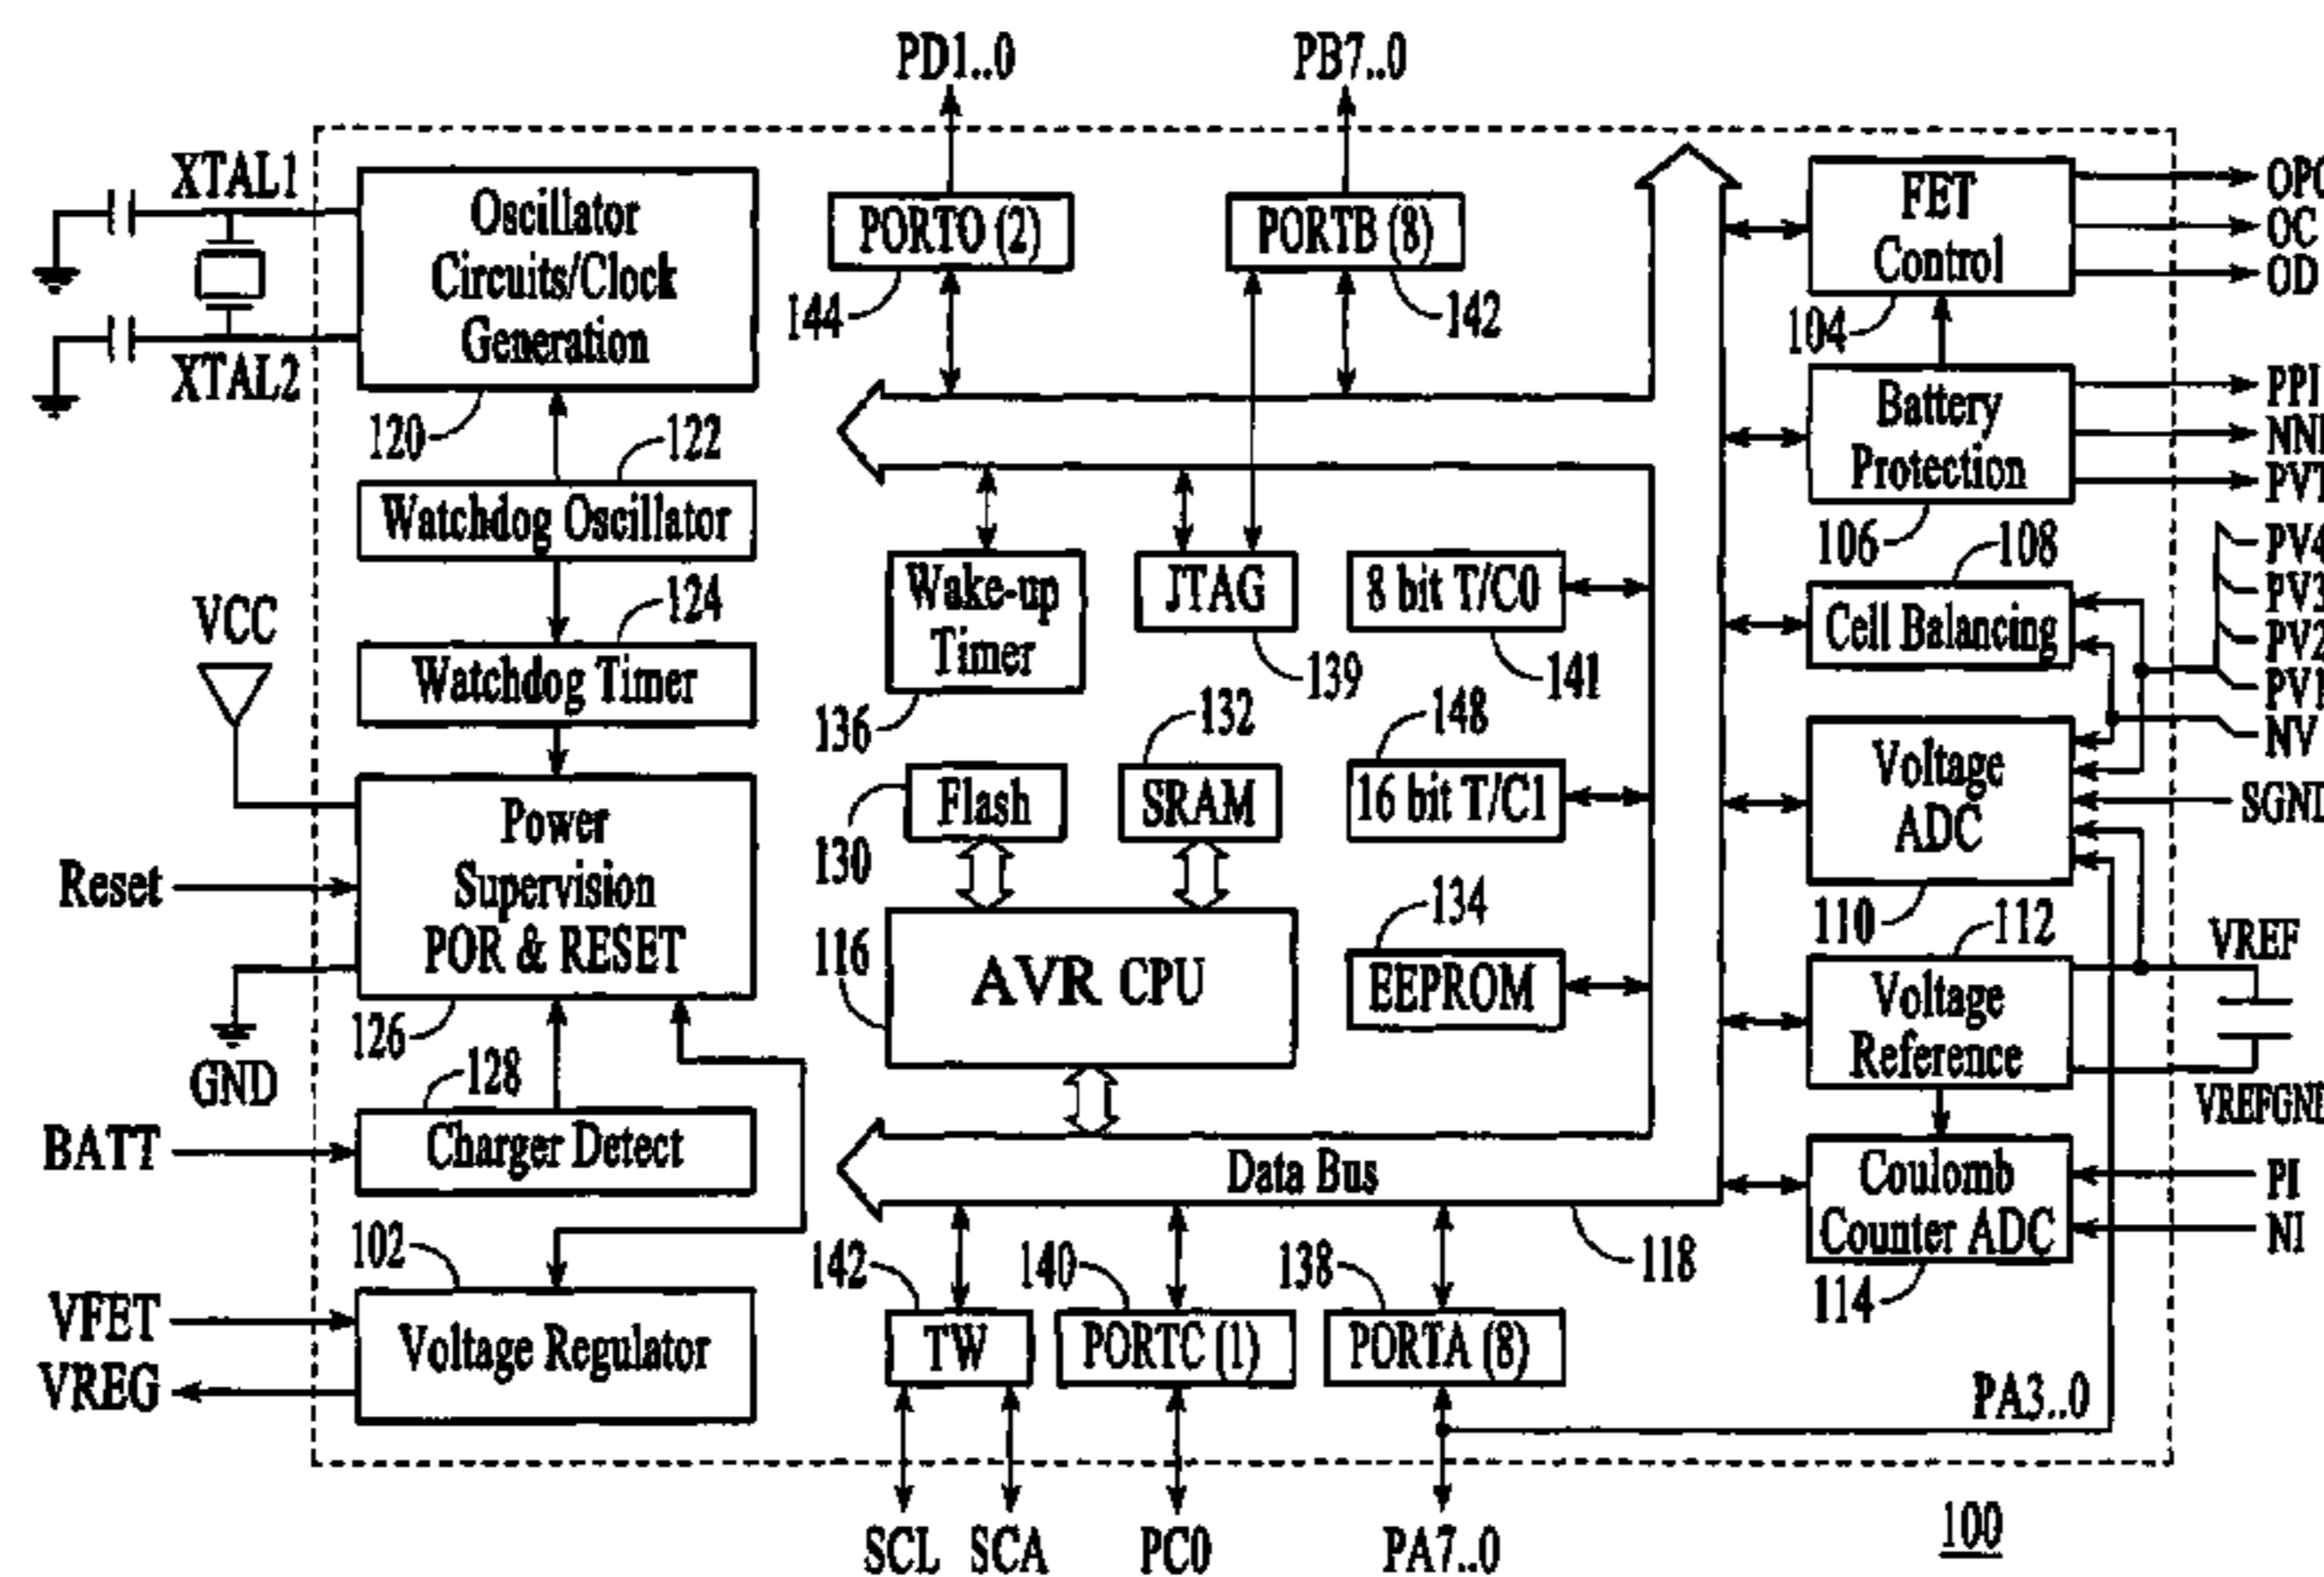 PD1..0
PB7..0
XTAL1
Oscillator
Circuits/Clock
Generation
XTAL2
120
122
Watchdog Oscillator
124
VCC
Watchdog Timer
Power
Supervision
POR & RESET
Reset
126
GND
128
BATT
Charger Detect
102
VFET
Voltage Regulator
VREG
PORTO (2)
144
PORTB (8)
142
Wake-up
Timer
136
JTAG
139
8 bit T/C0
141
132
148
Flash
130
SRAM
16 bit T/C1
116
AVR CPU
134
EEPROM
Data Bus
118
142
TW
140
PORTC (1)
138
PORTA (8)
SCL
SCA
PC0
PA7..0
FET
Control
104
OC
OD
Battery
Protection
106
PPI
108
Cell Balancing
NV
Voltage
ADC
110
112
VREF
Voltage
Reference
Coulomb
Counter ADC
114
PI
NI
PA3..0
100